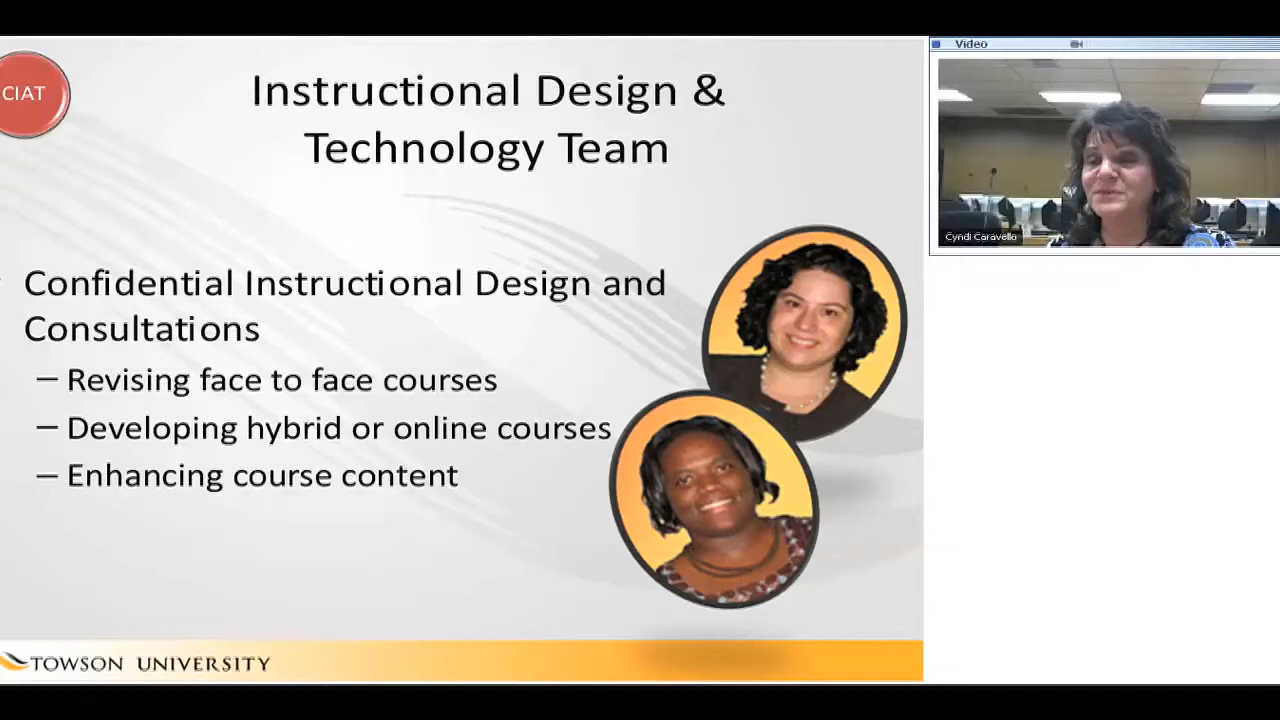 CIAT
Instructional Design &
Technology Team
Confidential Instructional Design and
Consultations
– Revising face to face courses
– Developing hybrid or online courses
– Enhancing course content
TOWSON UNIVERSITY
Video
Cyndi Caravello